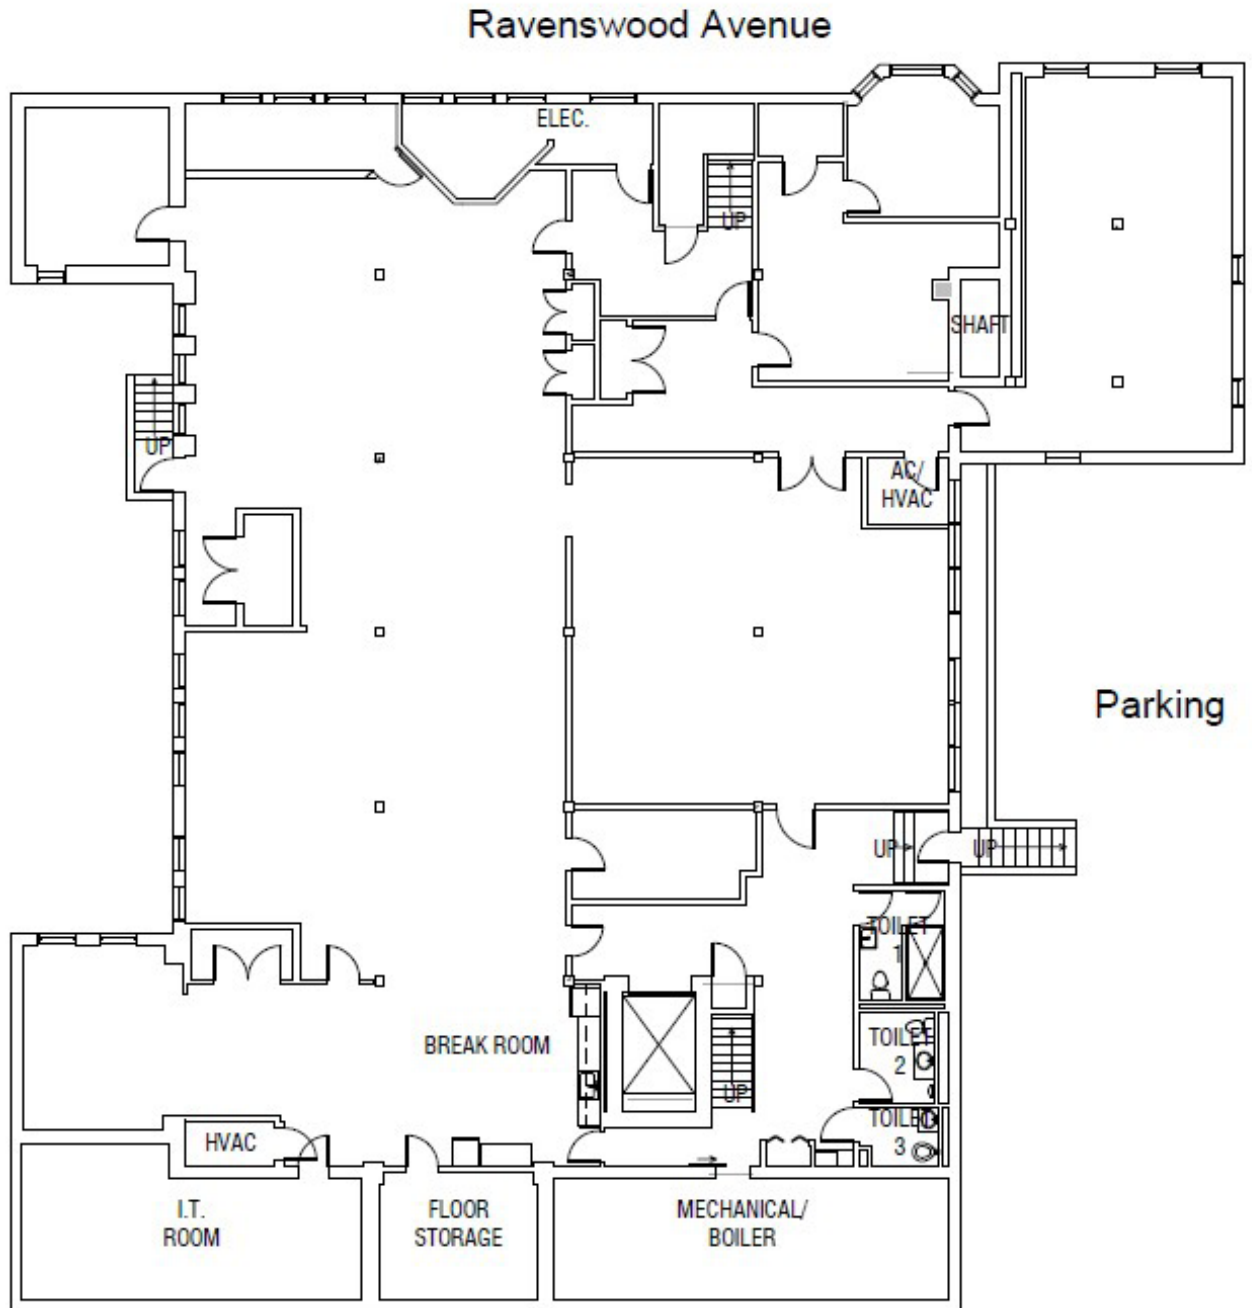 Ravenswood Avenue
ELEC.
UP
SHAFT
UP
AC/
HVAC
Parking
UP
UP
TOILET
1
BREAK ROOM
TOILET
2
UP
TOILET
3
HVAC
I.T.
ROOM
FLOOR
STORAGE
MECHANICAL/
BOILER